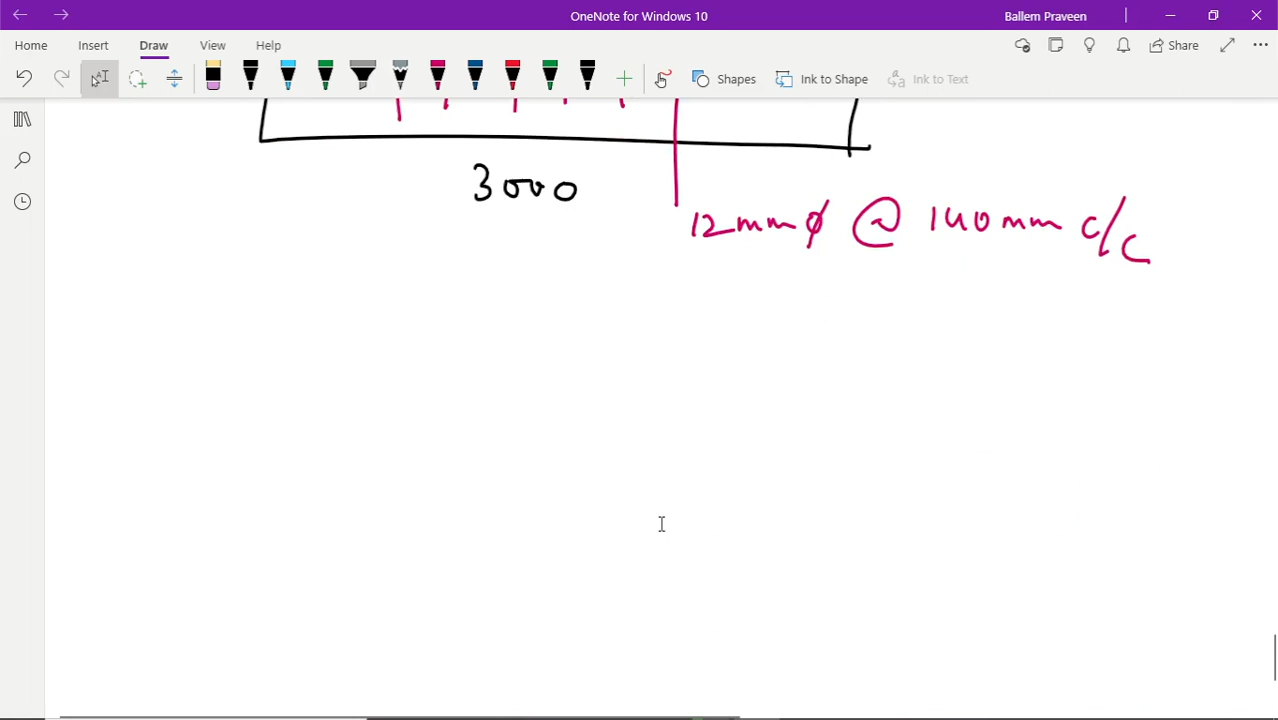 OneNote for Windows 10
Ballem Praveen
Home Insert Draw View Help
Share
Shapes Ink to Shape Ink to Text
3000
12mmϕ @ 140mm c/c